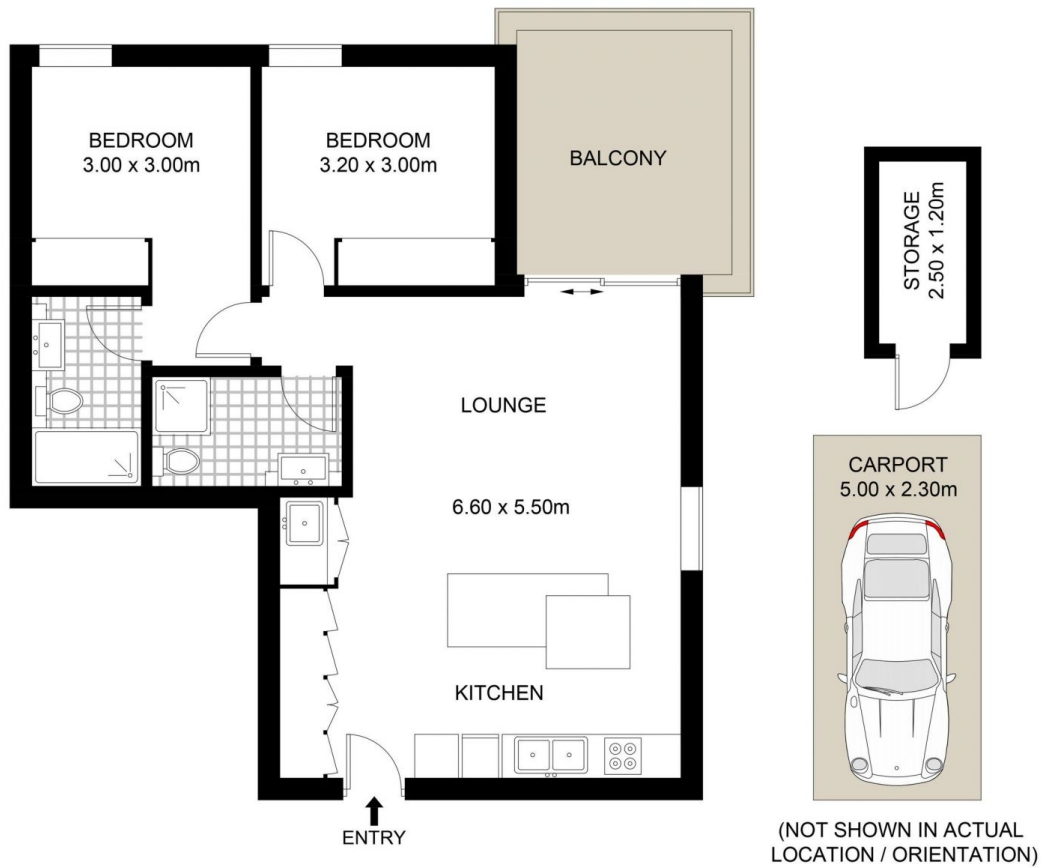 BEDROOM
3.00 x 3.00m
BEDROOM
3.20 x 3.00m
BALCONY
STORAGE
2.50 x 1.20m
LOUNGE
6.60 x 5.50m
KITCHEN
ENTRY
CARPORT
5.00 x 2.30m
(NOT SHOWN IN ACTUAL
LOCATION / ORIENTATION)